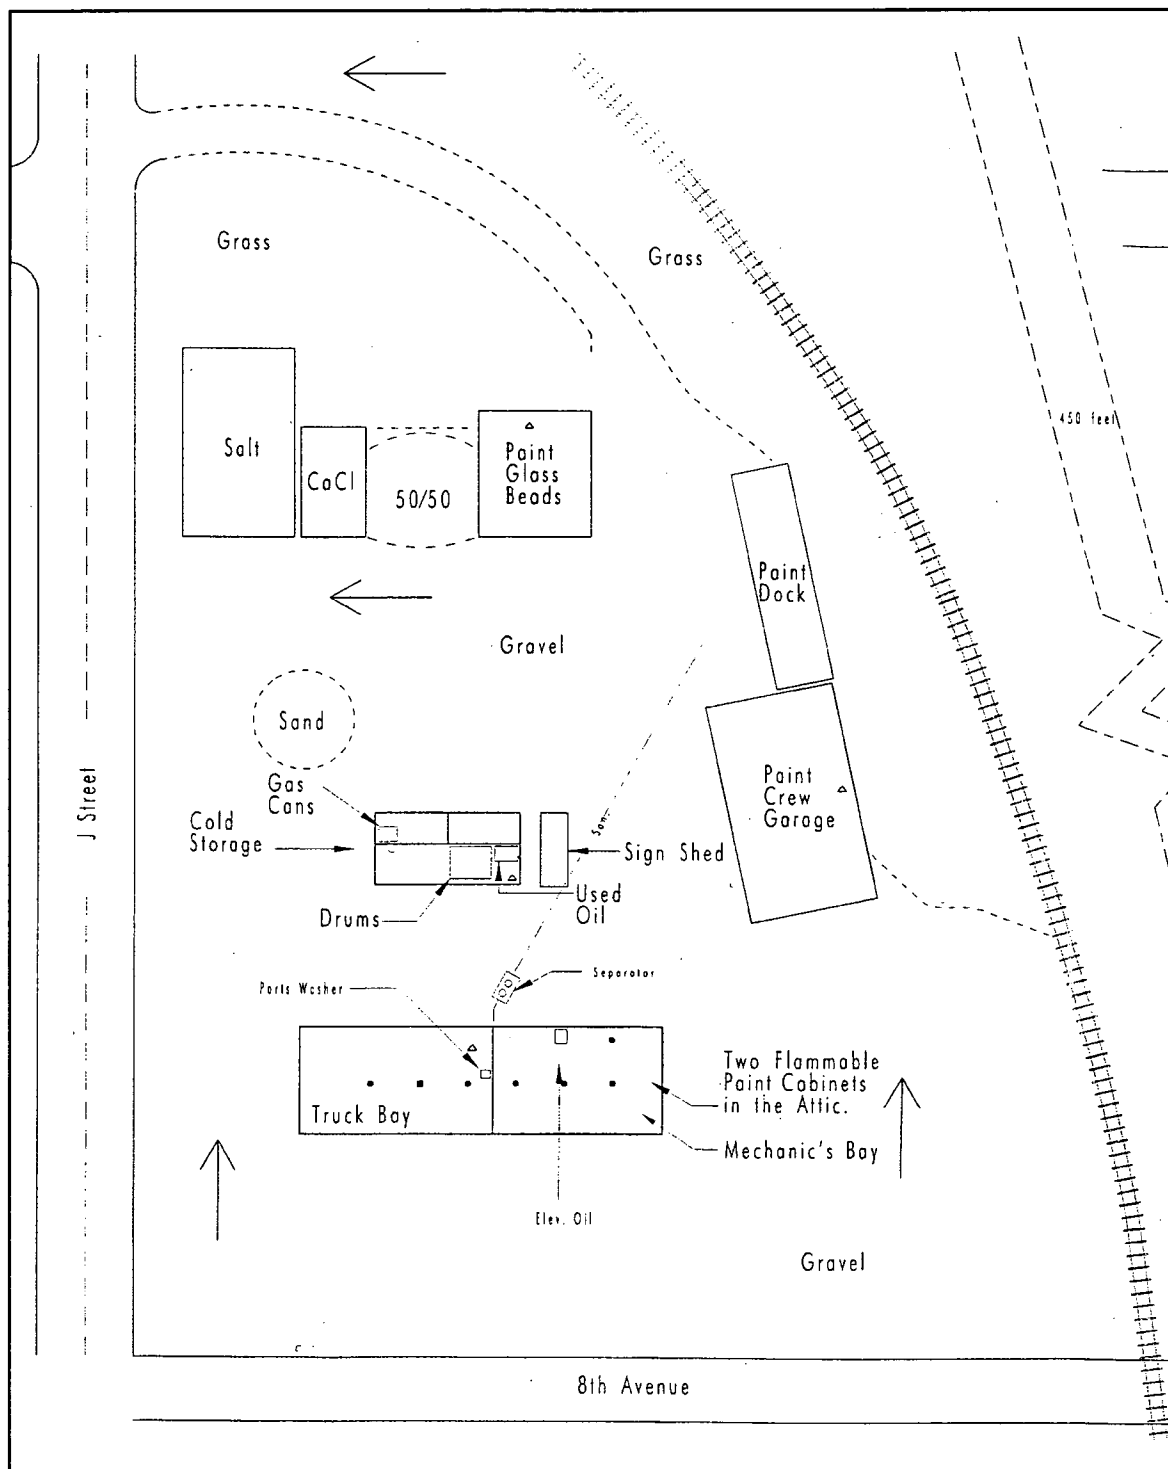 Grass
Grass
450 feet
Salt
CaCl
50/50
Paint
Glass
Beads
Paint
Dock
Gravel
Sand
J Street
Gas
Cans
Cold
Storage
Paint
Crew
Garage
San.
Sign Shed
Drums
Used
Oil
Separator
Parts Washer
Two Flammable
Paint Cabinets
in the Attic.
Truck Bay
Mechanic's Bay
Elev. Oil
Gravel
8th Avenue